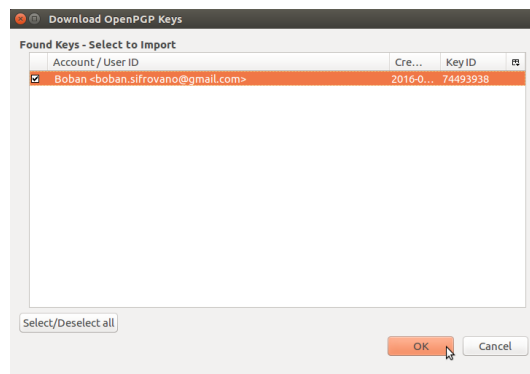 Download OpenPGP Keys
Found Keys - Select to Import
Account / User ID Cre... Key ID
Boban <boban.sifrovano@gmail.com> 2016-0... 74493938
Select/Deselect all
OK Cancel